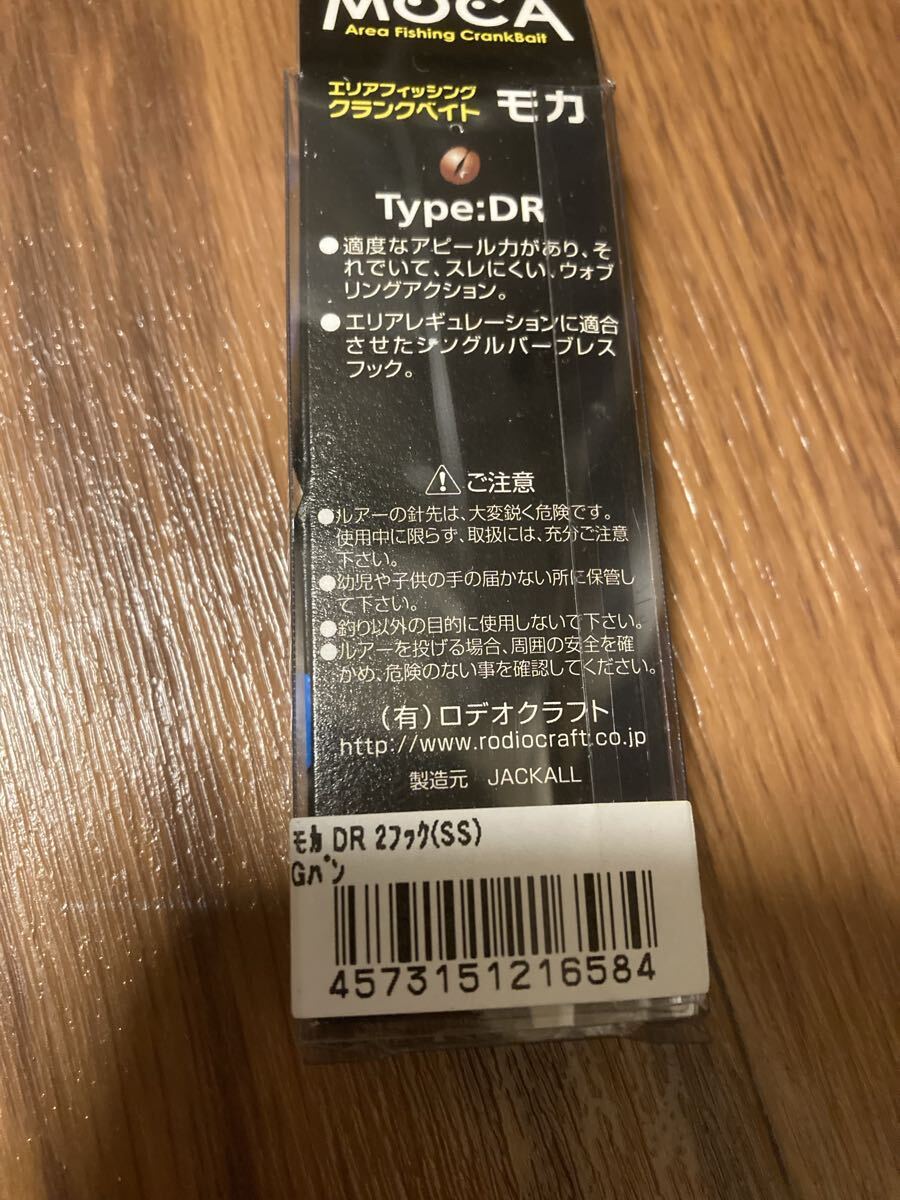 MOCA
Area Fishing CrankBait
エリアフィッシング
クランクベイト モカ
Type:DR
●適度なアピール力があり、そ
れでいて、スレにくい、ウォブ
リングアクション。
●エリアレギュレーションに適合
させたシングルバーブレス
フック。
ご注意
●ルアーの針先は、大変鋭く危険です。
使用中に限らず、取扱には、充分ご注意
下さい。
●幼児や子供の手の届かない所に保管し
て下さい。
●釣り以外の目的に使用しないで下さい。
●ルアーを投げる場合、周囲の安全を確
かめ、危険のない事を確認してください。
(有)ロデオクラフト
http://www.rodiocraft.co.jp
製造元 JACKALL
ﾓｶ DR 2ﾌｯｸ(SS)
Gﾊﾟﾝ
4573151216584